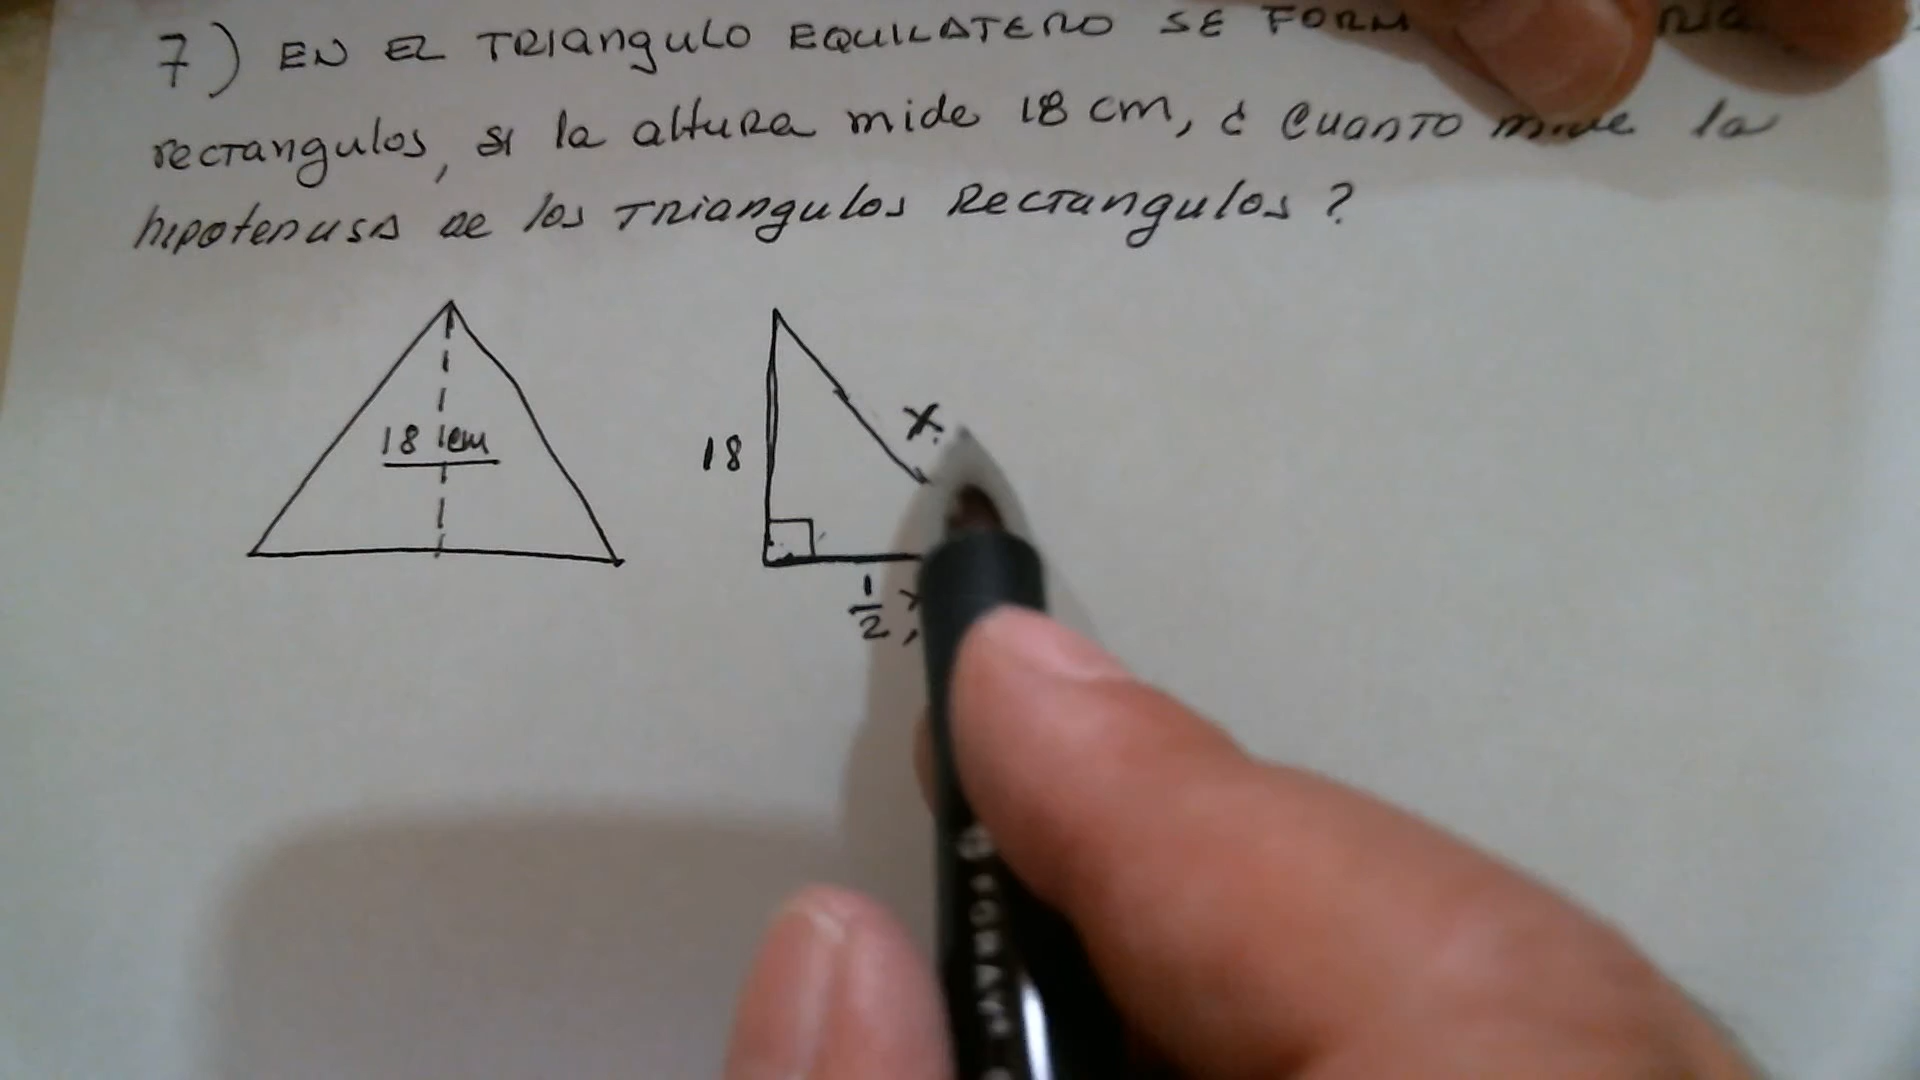 7) EN EL TRIangulo EQUILATERO SE FORM
rectangulos, si la altura mide 18 cm, ¿ CUANTO mide la
hipotenusa de los TRIangulos Rectangulos ?
18 cm
18
x
1/2